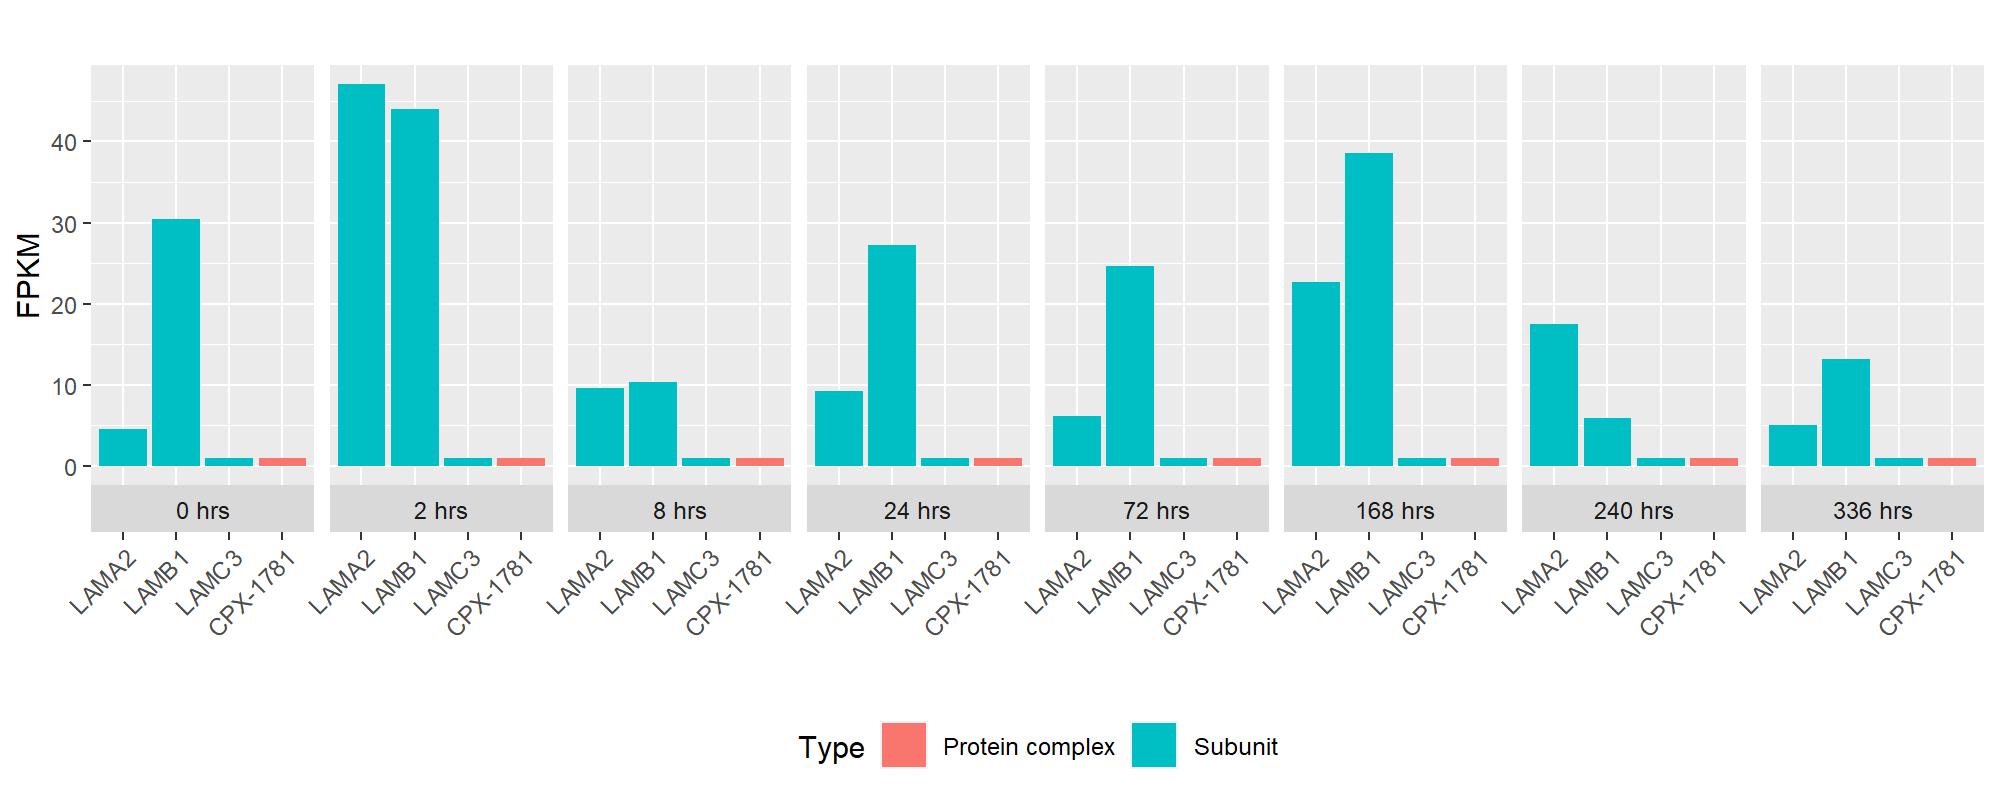 FPKM
40
30
20
10
0
0 hrs 2 hrs 8 hrs 24 hrs 72 hrs 168 hrs 240 hrs 336 hrs
LAMA2 LAMB1 LAMC3 CPX-1781 LAMA2 LAMB1 LAMC3 CPX-1781 LAMA2 LAMB1 LAMC3 CPX-1781 LAMA2 LAMB1 LAMC3 CPX-1781 LAMA2 LAMB1 LAMC3 CPX-1781 LAMA2 LAMB1 LAMC3 CPX-1781 LAMA2 LAMB1 LAMC3 CPX-1781 LAMA2 LAMB1 LAMC3 CPX-1781
Type Protein complex Subunit